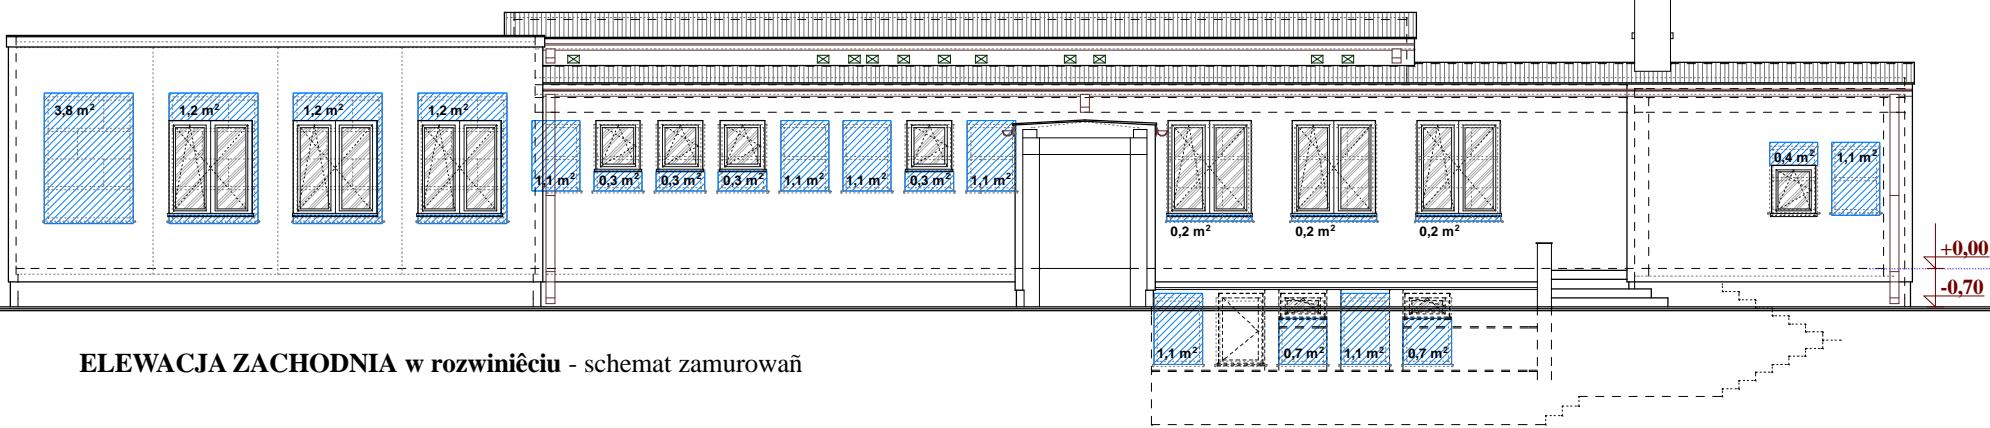 3,8 m²
1,2 m²
1,2 m²
1,2 m²
1,1 m²
0,3 m²
0,3 m²
0,3 m²
1,1 m²
1,1 m²
0,3 m²
1,1 m²
0,2 m²
0,2 m²
0,2 m²
0,4 m²
1,1 m²
+0,00
-0,70
1,1 m²
0,7 m²
1,1 m²
0,7 m²
ELEWACJA ZACHODNIA w rozwiniêciu - schemat zamurowañ